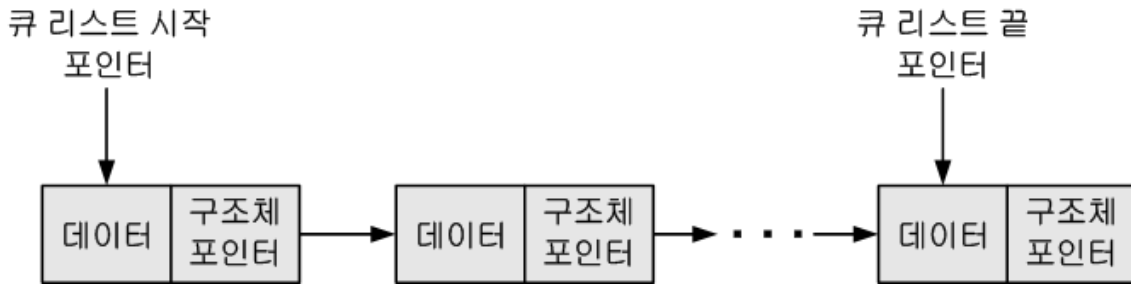 큐 리스트 시작
포인터
큐 리스트 끝
포인터
데이터
구조체
포인터
데이터
구조체
포인터
데이터
구조체
포인터